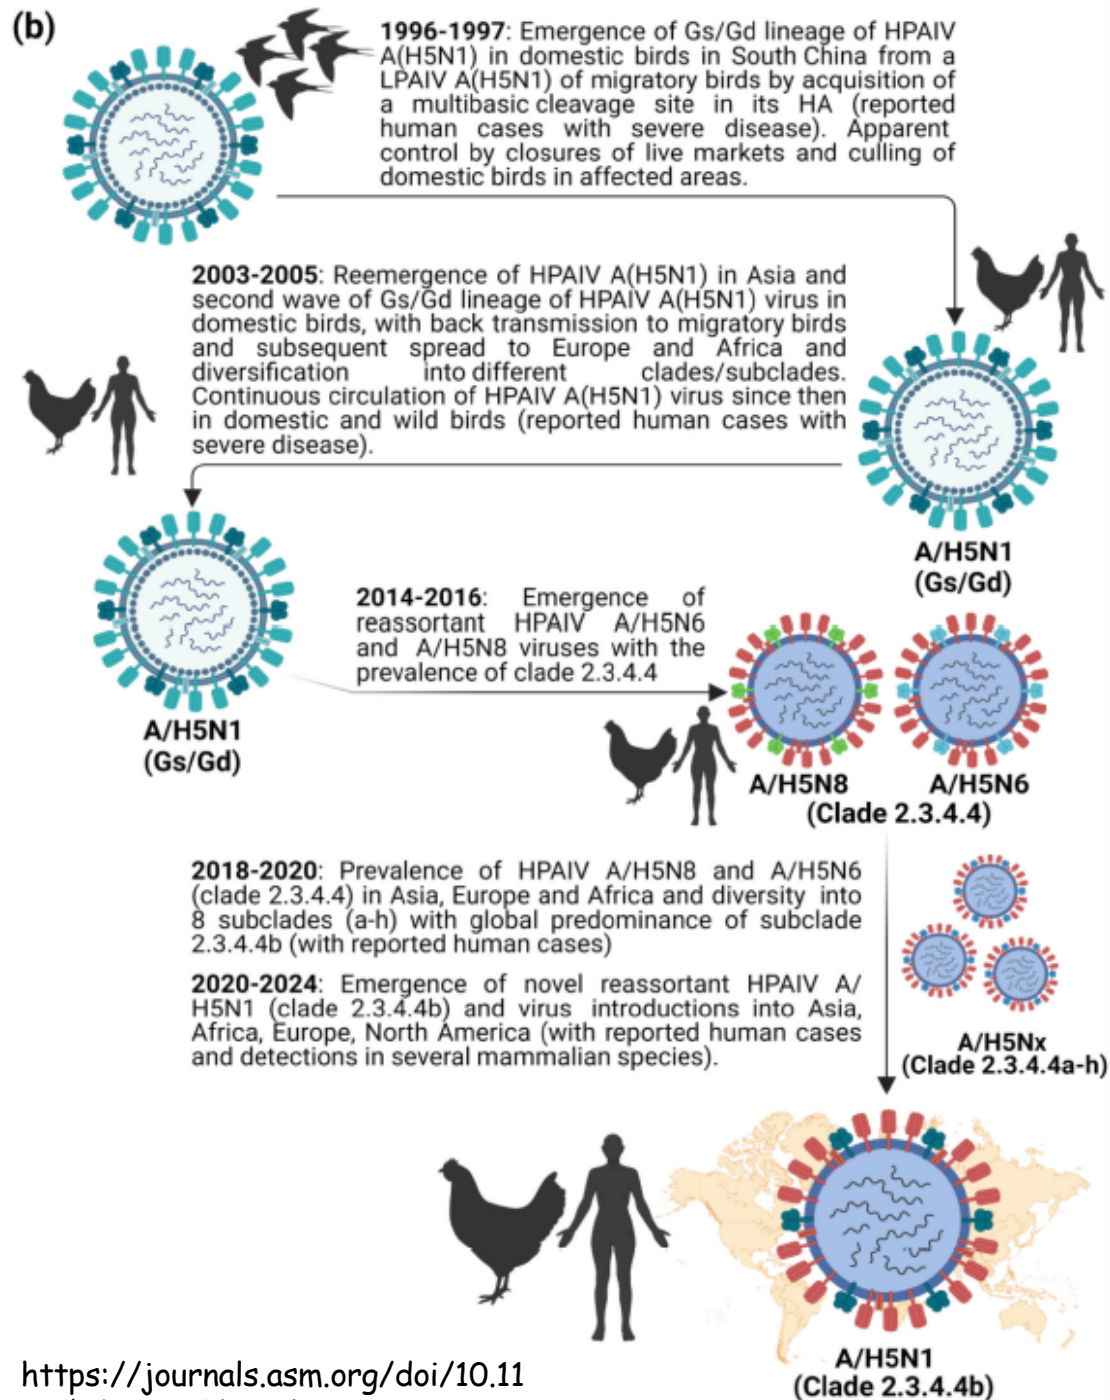 (b)
1996-1997: Emergence of Gs/Gd lineage of HPAIV
A(H5N1) in domestic birds in South China from a
LPAIV A(H5N1) of migratory birds by acquisition of
a multibasic cleavage site in its HA (reported
human cases with severe disease). Apparent
control by closures of live markets and culling of
domestic birds in affected areas.
2003-2005: Reemergence of HPAIV A(H5N1) in Asia and
second wave of Gs/Gd lineage of HPAIV A(H5N1) virus in
domestic birds, with back transmission to migratory birds
and subsequent spread to Europe and Africa and
diversification into different clades/subclades.
Continuous circulation of HPAIV A(H5N1) virus since then
in domestic and wild birds (reported human cases with
severe disease).
A/H5N1
(Gs/Gd)
2014-2016: Emergence of
reassortant HPAIV A/H5N6
and A/H5N8 viruses with the
prevalence of clade 2.3.4.4
A/H5N1
(Gs/Gd)
A/H5N8 A/H5N6
(Clade 2.3.4.4)
2018-2020: Prevalence of HPAIV A/H5N8 and A/H5N6
(clade 2.3.4.4) in Asia, Europe and Africa and diversity into
8 subclades (a-h) with global predominance of subclade
2.3.4.4b (with reported human cases)
2020-2024: Emergence of novel reassortant HPAIV A/
H5N1 (clade 2.3.4.4b) and virus introductions into Asia,
Africa, Europe, North America (with reported human cases
and detections in several mammalian species).
A/H5Nx
(Clade 2.3.4.4a-h)
A/H5N1
(Clade 2.3.4.4b)
https://journals.asm.org/doi/10.11